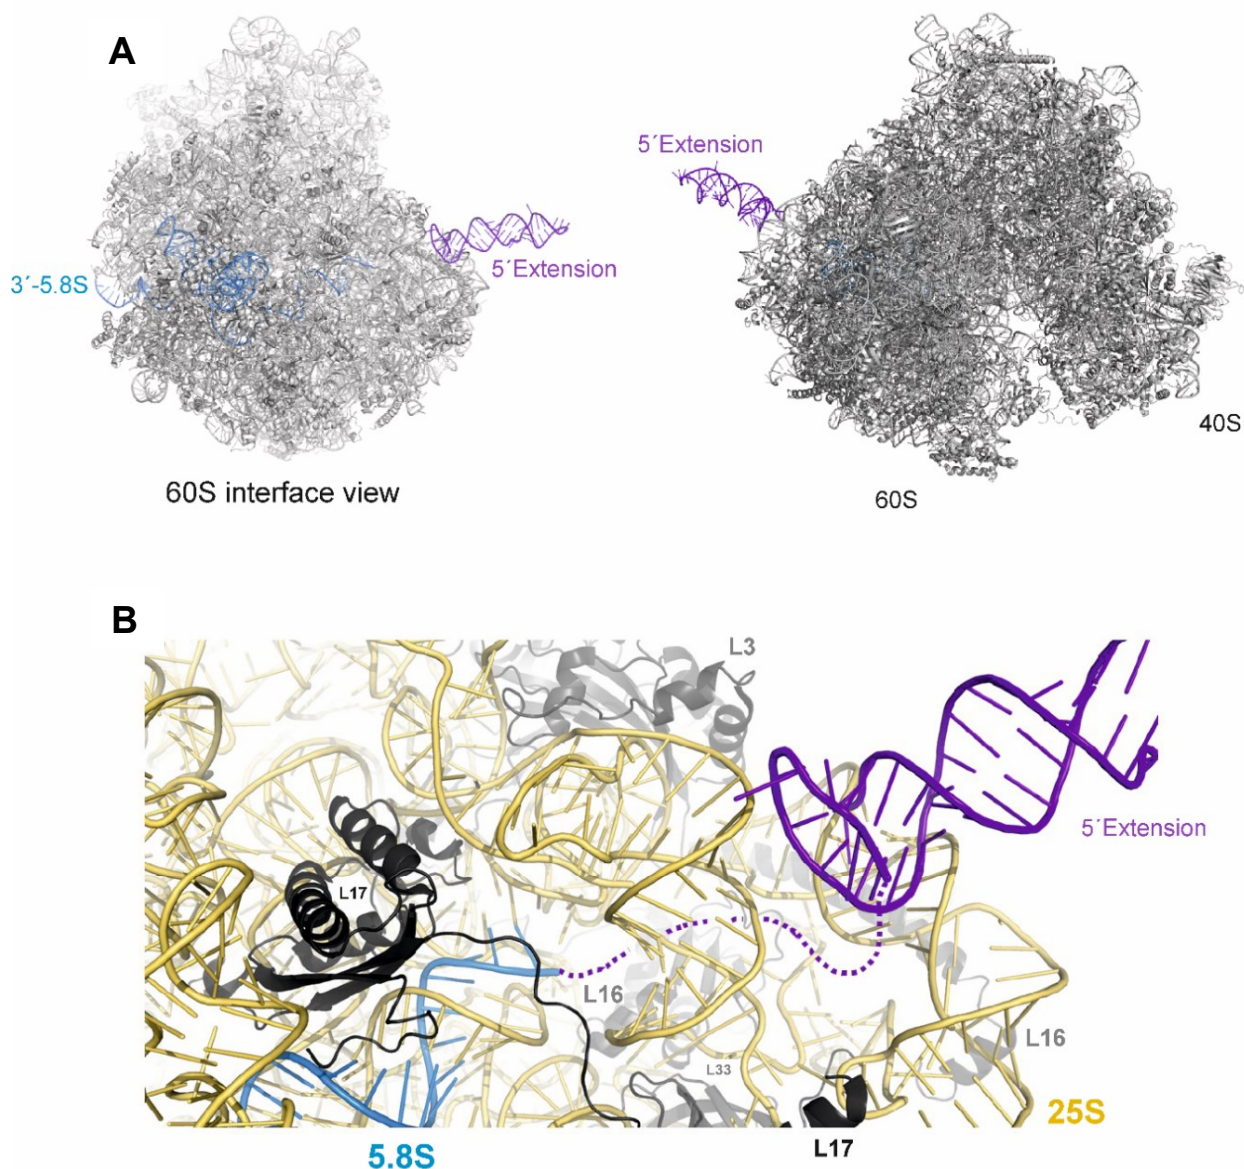 A
5´Extension
5´Extension
3´-5.8S
40S
60S interface view
60S
B
L3
5´Extension
L17
L16
L16
L33
25S
5.8S
L17